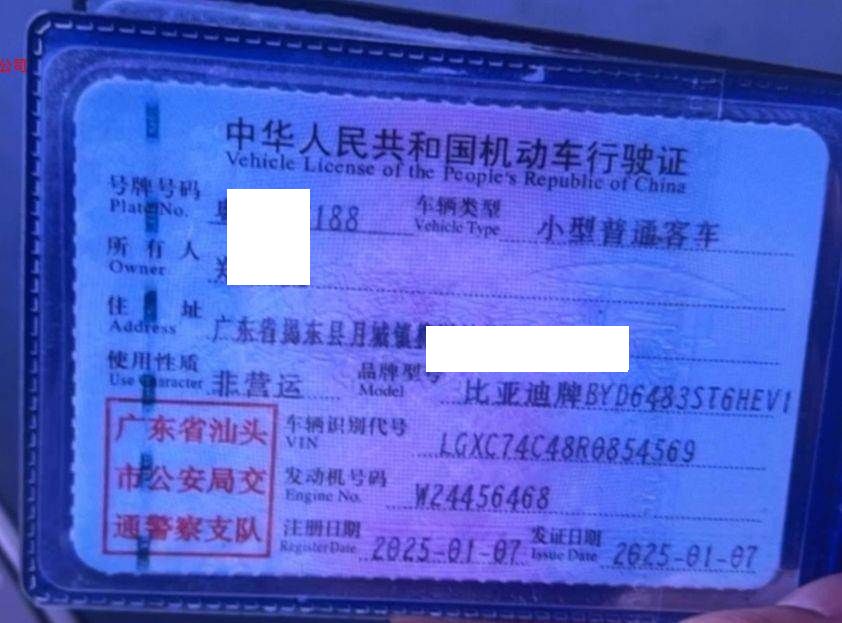 公司
中华人民共和国机动车行驶证
Vehicle License of the People's Republic of China
号牌号码 188 车辆类型 小型普通客车
Plate No. Vehicle Type
所有人
Owner
住址 广东省揭东县月城镇
Address
使用性质 非营运 品牌型号 比亚迪牌BYD6483ST6HEV1
Use Character Model
广东省汕头
市公安局交
通警察支队
车辆识别代号 LGXC74C48R0854569
VIN
发动机号码 W24456468
Engine No.
注册日期 2025-01-07 发证日期 2025-01-07
Register Date Issue Date